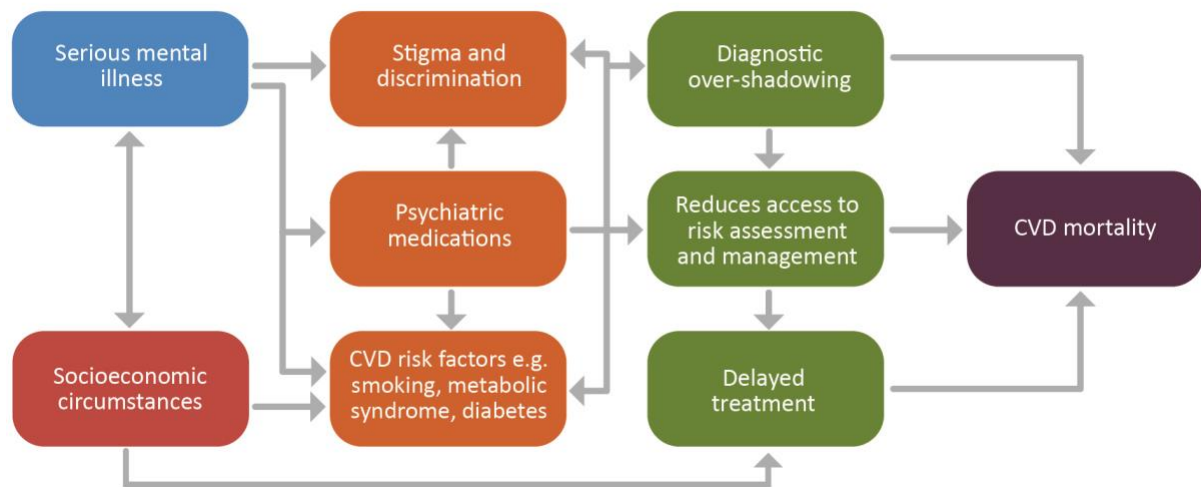 Serious mental
illness
Stigma and
discrimination
Diagnostic
over-shadowing
Psychiatric
medications
Reduces access to
risk assessment
and management
CVD mortality
Socioeconomic
circumstances
CVD risk factors e.g.
smoking, metabolic
syndrome, diabetes
Delayed
treatment